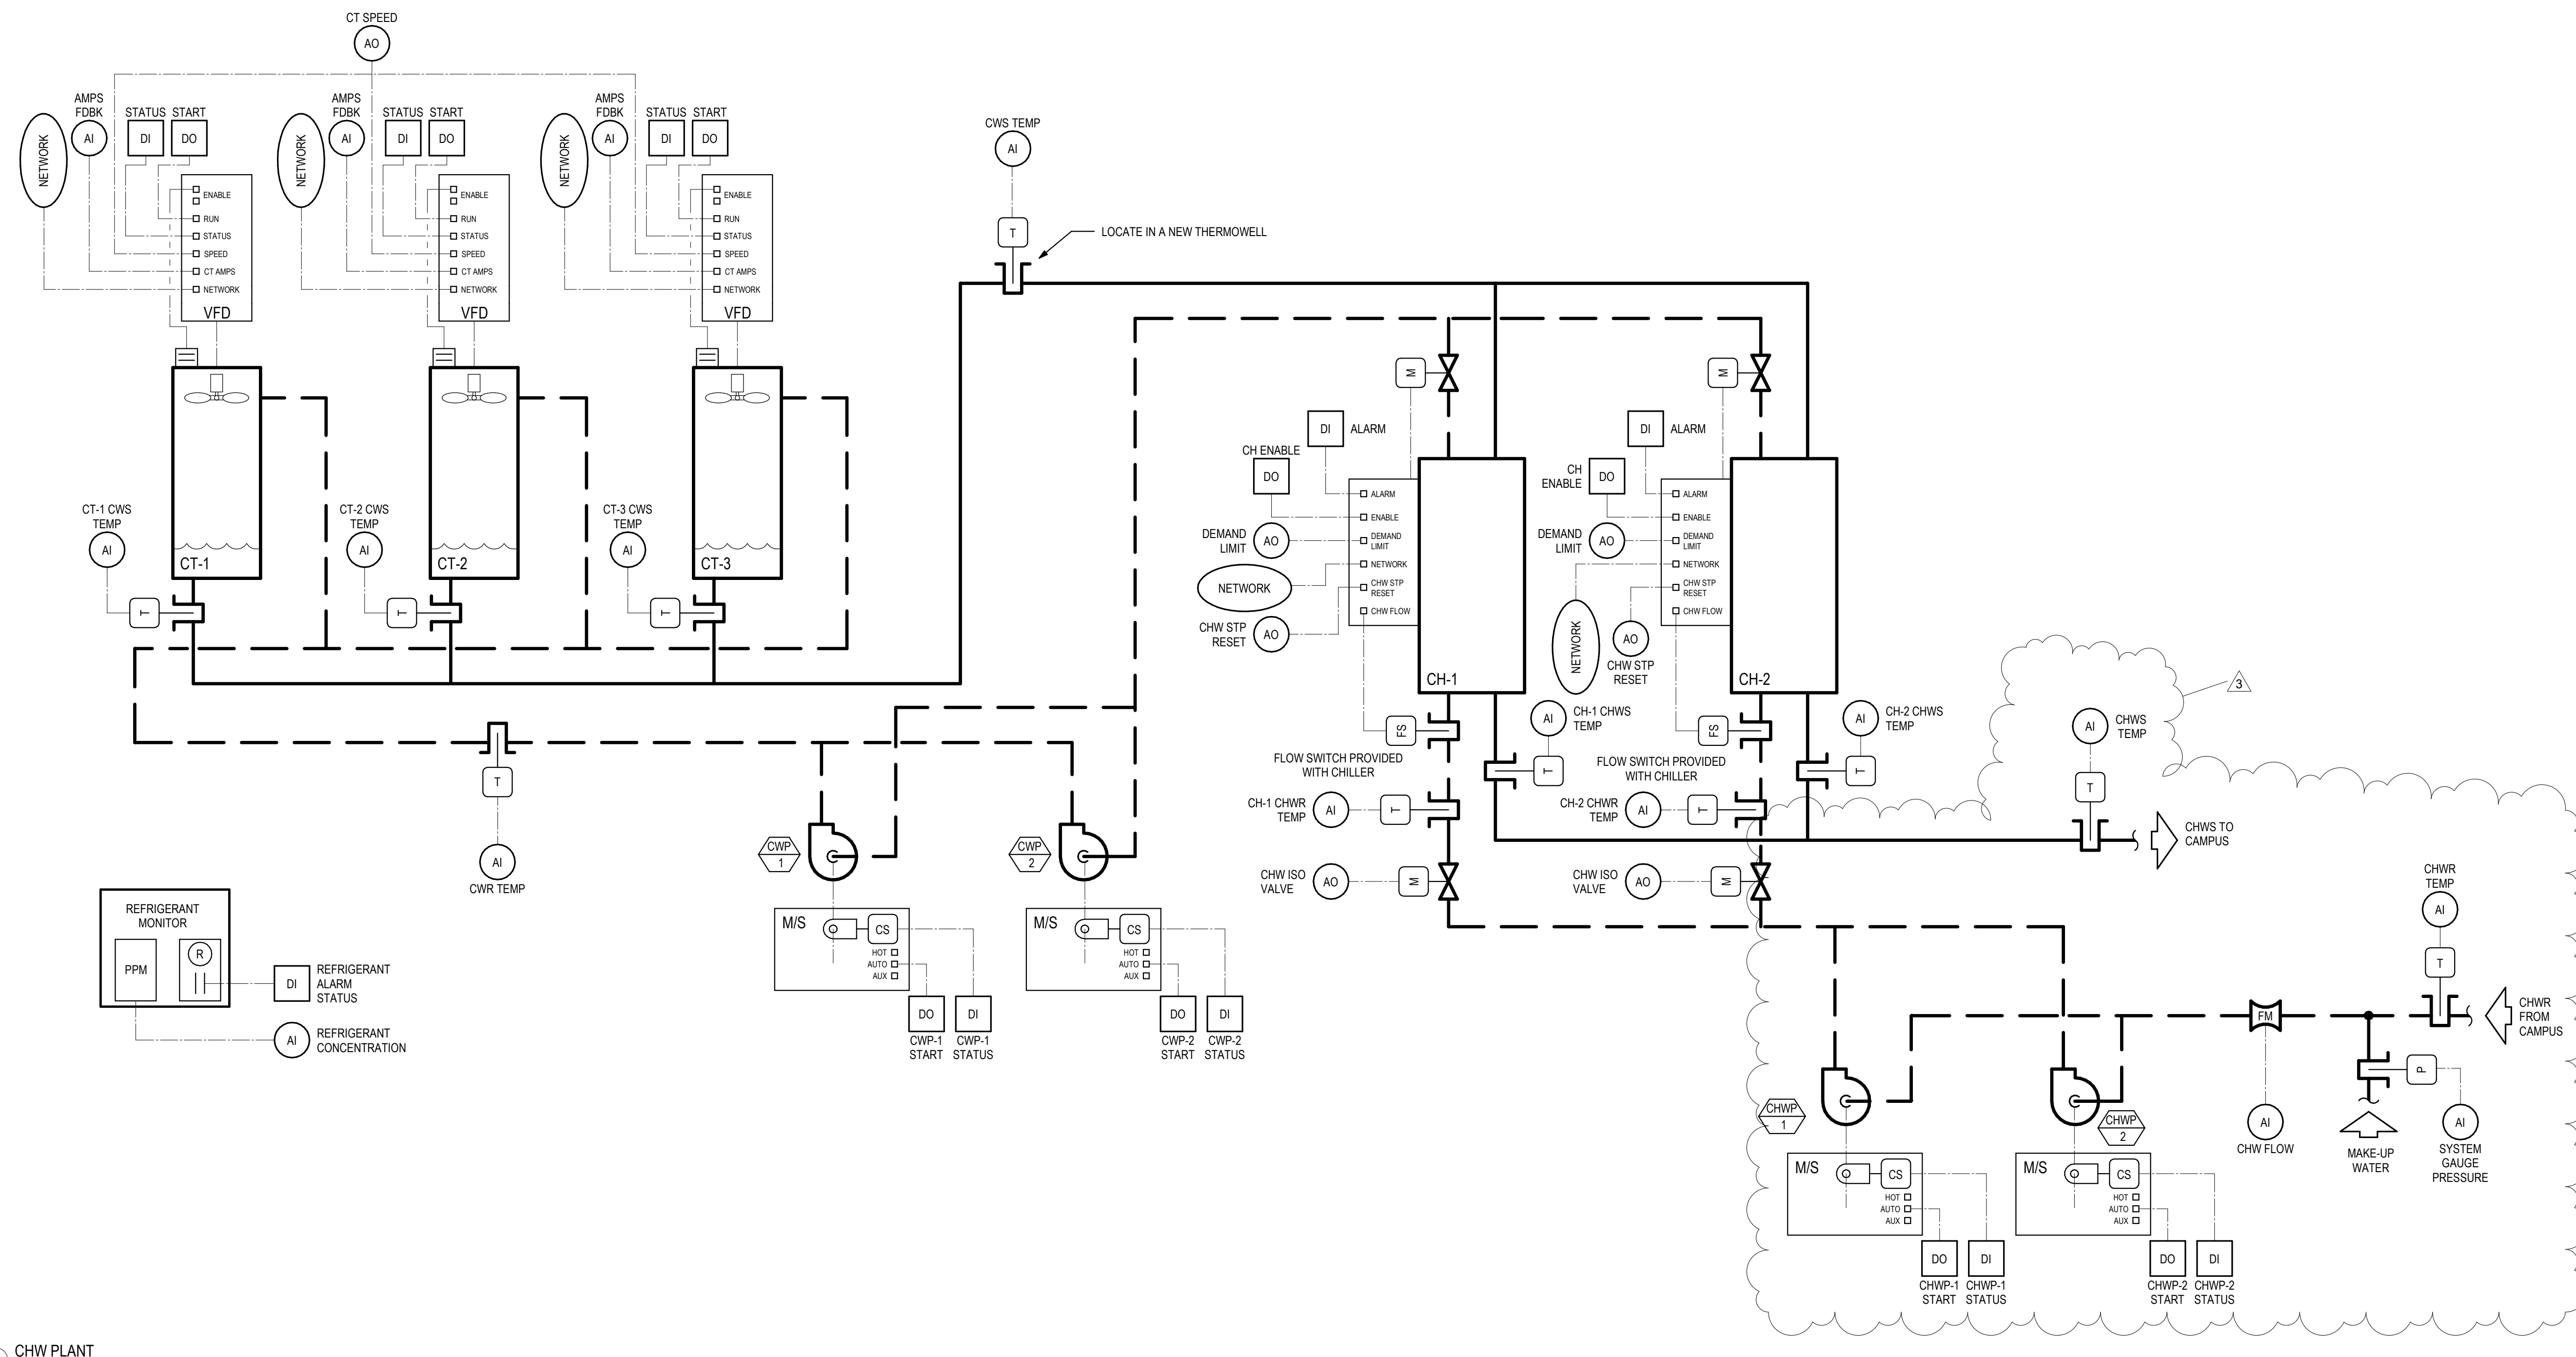 CT SPEED
AO
AMPS
FDBK
STATUS START
NETWORK
AI
DI
DO
ENABLE
RUN
STATUS
SPEED
CT AMPS
NETWORK
VFD
AMPS
FDBK
STATUS START
NETWORK
AI
DI
DO
ENABLE
RUN
STATUS
SPEED
CT AMPS
NETWORK
VFD
AMPS
FDBK
STATUS START
NETWORK
AI
DI
DO
ENABLE
RUN
STATUS
SPEED
CT AMPS
NETWORK
VFD
CT-1 CWS
TEMP
AI
T
CT-1
CT-2 CWS
TEMP
AI
T
CT-2
CT-3 CWS
TEMP
AI
T
CT-3
CWS TEMP
AI
T
LOCATE IN A NEW THERMOWELL
T
AI
CWR TEMP
REFRIGERANT
MONITOR
PPM
R
DI
REFRIGERANT
ALARM
STATUS
AI
REFRIGERANT
CONCENTRATION
CWP
1
M/S
CS
HOT
AUTO
AUX
DO
DI
CWP-1
START
CWP-1
STATUS
CWP
2
M/S
CS
HOT
AUTO
AUX
DO
DI
CWP-2
START
CWP-2
STATUS
M
DI
ALARM
CH ENABLE
DO
DEMAND
LIMIT
AO
NETWORK
CHW STP
RESET
AO
ALARM
ENABLE
DEMAND
LIMIT
NETWORK
CHW STP
RESET
CHW FLOW
CH-1
FS
FLOW SWITCH PROVIDED
WITH CHILLER
AI
CH-1 CHWS
TEMP
T
CH-1 CHWR
TEMP
AI
T
CHW ISO
VALVE
AO
M
M
DI
ALARM
CH
ENABLE
DO
DEMAND
LIMIT
AO
NETWORK
AO
CHW STP
RESET
ALARM
ENABLE
DEMAND
LIMIT
NETWORK
CHW STP
RESET
CHW FLOW
CH-2
FS
FLOW SWITCH PROVIDED
WITH CHILLER
AI
CH-2 CHWS
TEMP
T
CH-2 CHWR
TEMP
AI
T
CHW ISO
VALVE
AO
M
3
AI
CHWS
TEMP
T
CHWS TO
CAMPUS
CHWR
TEMP
AI
T
CHWR
FROM
CAMPUS
FM
AI
CHW FLOW
MAKE-UP
WATER
P
AI
SYSTEM
GAUGE
PRESSURE
CHWP
1
M/S
CS
HOT
AUTO
AUX
DO
DI
CHWP-1
START
CHWP-1
STATUS
CHWP
2
M/S
CS
HOT
AUTO
AUX
DO
DI
CHWP-2
START
CHWP-2
STATUS
CHW PLANT